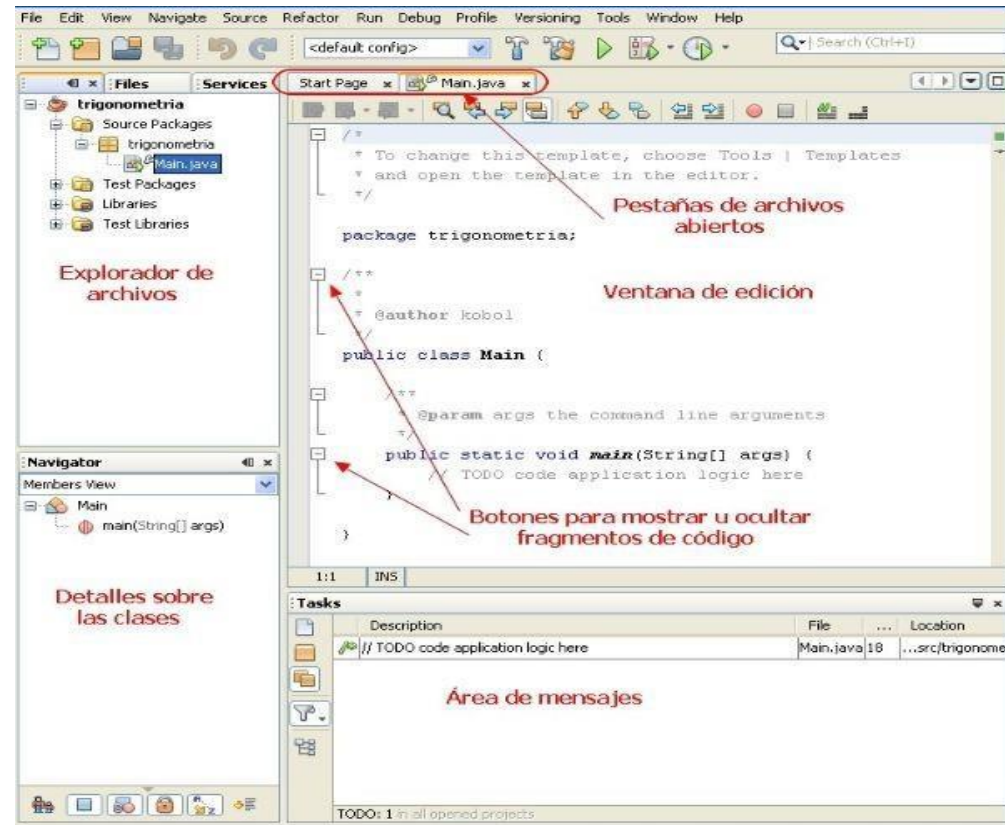 File Edit View Navigate Source Refactor Run Debug Profile Versioning Tools Window Help
<default config>
Search (Ctrl+I)
Files
Services
Start Page
Main.java
trigonometria
Source Packages
trigonometria
Main.java
Test Packages
Libraries
Test Libraries
Explorador de
archivos
/*
* To change this template, choose Tools | Templates
* and open the template in the editor.
*/
Pestañas de archivos
abiertos
package trigonometria;
/**
*
* @author kobol
*/
Ventana de edición
public class Main {
/**
* @param args the command line arguments
*/
public static void main(String[] args) {
// TODO code application logic here
}
}
Botones para mostrar u ocultar
fragmentos de código
1:1 INS
Navigator
Members View
Main
main(String[] args)
Detalles sobre
las clases
Tasks
Description File ... Location
// TODO code application logic here Main.java 18 ...src/trigonome
Área de mensajes
TODO: 1 in all opened projects